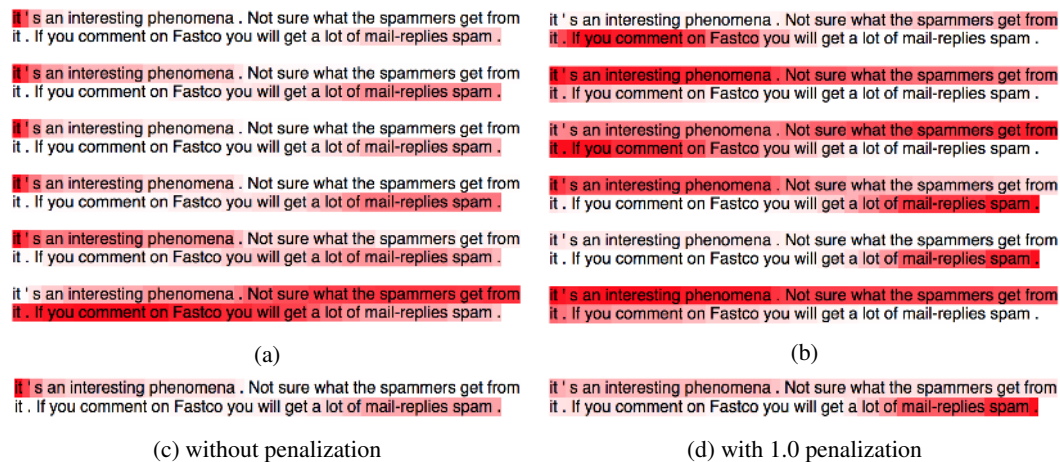 it ' s an interesting phenomena . Not sure what the spammers get from
it . If you comment on Fastco you will get a lot of mail-replies spam .
it ' s an interesting phenomena . Not sure what the spammers get from
it . If you comment on Fastco you will get a lot of mail-replies spam .
it ' s an interesting phenomena . Not sure what the spammers get from
it . If you comment on Fastco you will get a lot of mail-replies spam .
it ' s an interesting phenomena . Not sure what the spammers get from
it . If you comment on Fastco you will get a lot of mail-replies spam .
it ' s an interesting phenomena . Not sure what the spammers get from
it . If you comment on Fastco you will get a lot of mail-replies spam .
it ' s an interesting phenomena . Not sure what the spammers get from
it . If you comment on Fastco you will get a lot of mail-replies spam .
(a)
it ' s an interesting phenomena . Not sure what the spammers get from
it . If you comment on Fastco you will get a lot of mail-replies spam .
it ' s an interesting phenomena . Not sure what the spammers get from
it . If you comment on Fastco you will get a lot of mail-replies spam .
it ' s an interesting phenomena . Not sure what the spammers get from
it . If you comment on Fastco you will get a lot of mail-replies spam .
it ' s an interesting phenomena . Not sure what the spammers get from
it . If you comment on Fastco you will get a lot of mail-replies spam .
it ' s an interesting phenomena . Not sure what the spammers get from
it . If you comment on Fastco you will get a lot of mail-replies spam .
it ' s an interesting phenomena . Not sure what the spammers get from
it . If you comment on Fastco you will get a lot of mail-replies spam .
(b)
it ' s an interesting phenomena . Not sure what the spammers get from
it . If you comment on Fastco you will get a lot of mail-replies spam .
(c) without penalization
it ' s an interesting phenomena . Not sure what the spammers get from
it . If you comment on Fastco you will get a lot of mail-replies spam .
(d) with 1.0 penalization